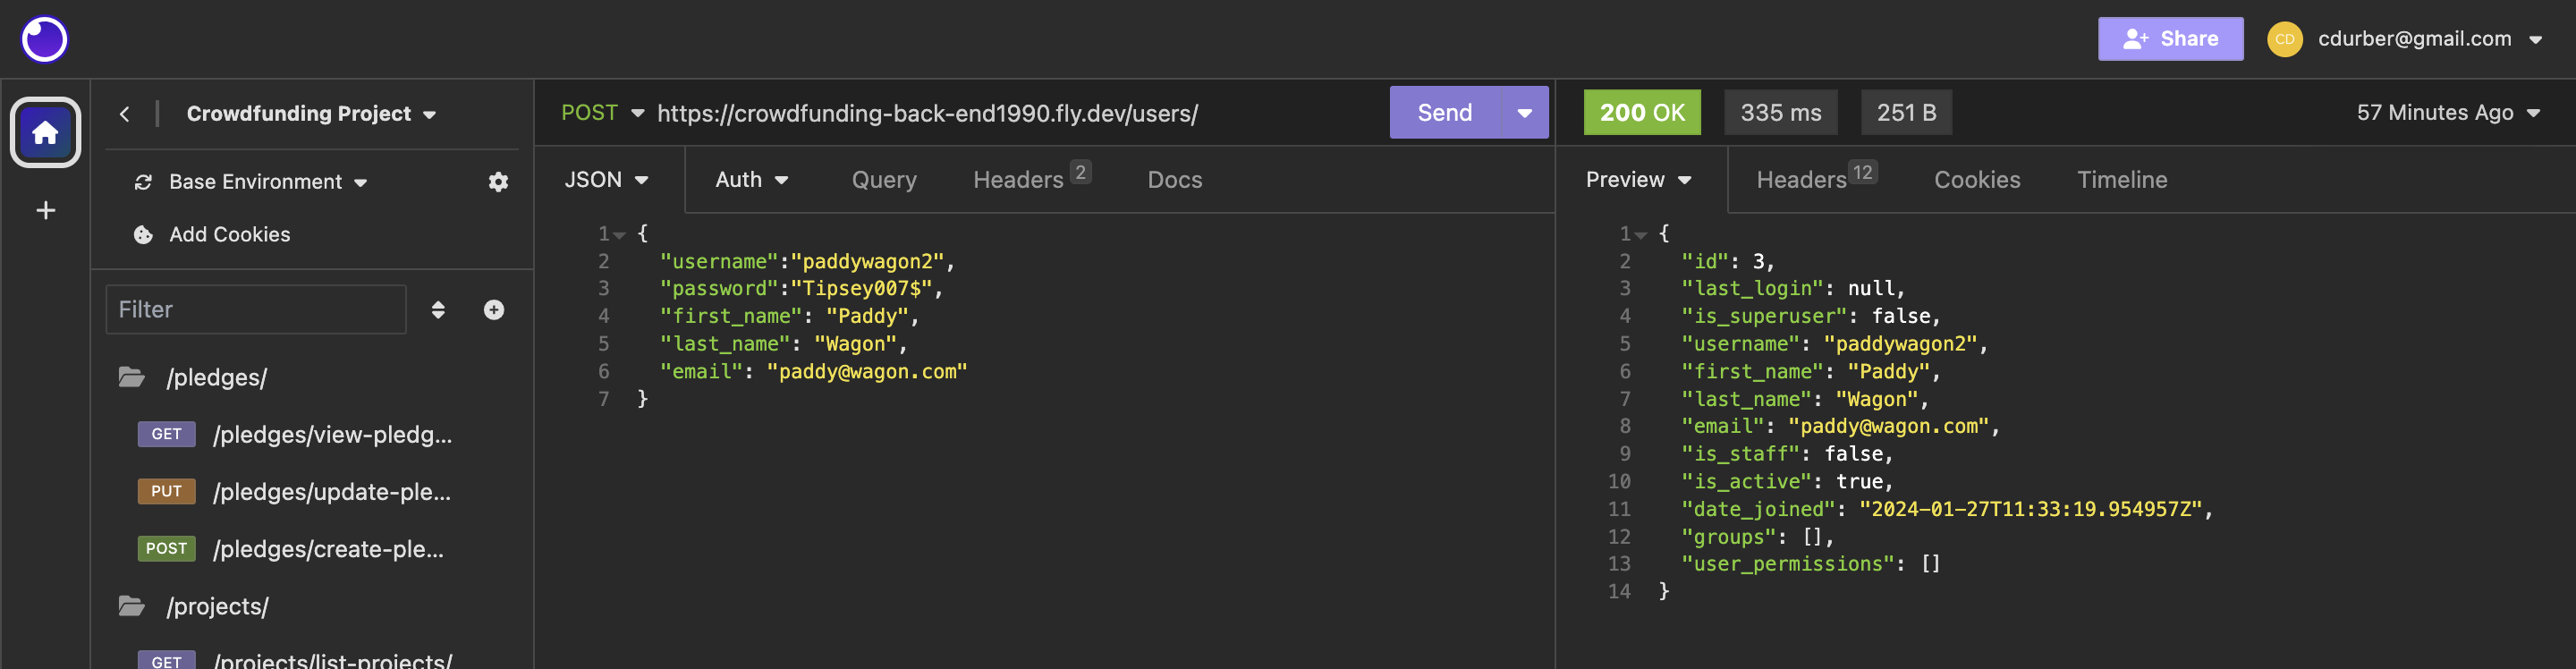 Share
CD
cdurber@gmail.com
Crowdfunding Project
POST https://crowdfunding-back-end1990.fly.dev/users/
Send
200 OK
335 ms
251 B
57 Minutes Ago
Base Environment
Add Cookies
Filter
/pledges/
GET /pledges/view-pledg...
PUT /pledges/update-ple...
POST /pledges/create-ple...
/projects/
GET /projects/list-projects/
JSON
Auth
Query
Headers 2
Docs
1 {
2 "username":"paddywagon2",
3 "password":"Tipsey007$",
4 "first_name": "Paddy",
5 "last_name": "Wagon",
6 "email": "paddy@wagon.com"
7 }
Preview
Headers 12
Cookies
Timeline
1 {
2 "id": 3,
3 "last_login": null,
4 "is_superuser": false,
5 "username": "paddywagon2",
6 "first_name": "Paddy",
7 "last_name": "Wagon",
8 "email": "paddy@wagon.com",
9 "is_staff": false,
10 "is_active": true,
11 "date_joined": "2024-01-27T11:33:19.954957Z",
12 "groups": [],
13 "user_permissions": []
14 }